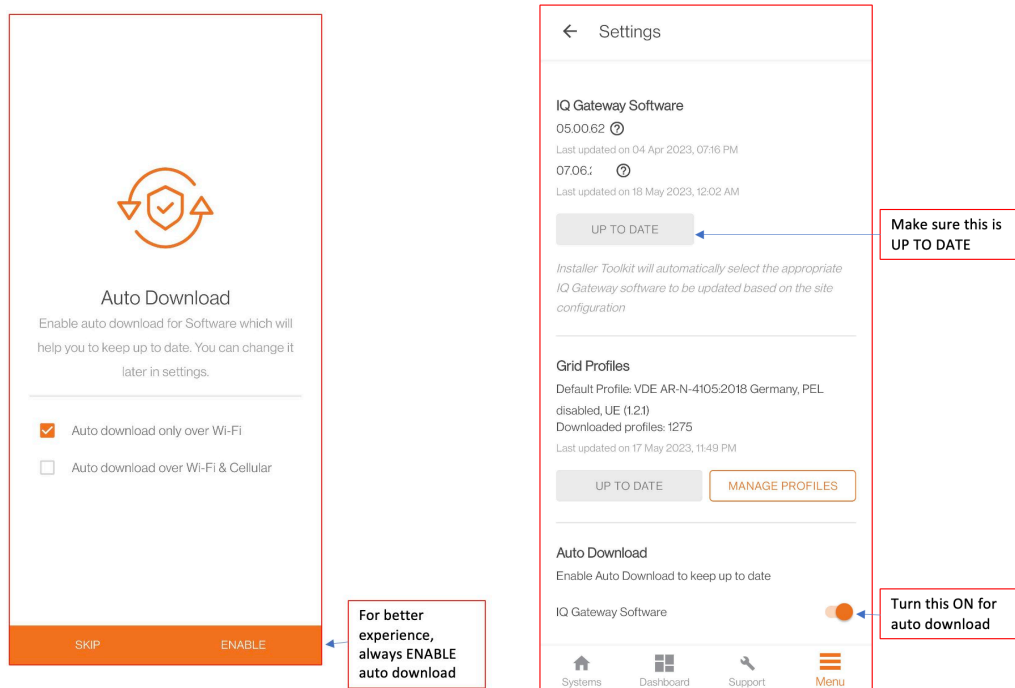 Auto Download
Enable auto download for Software which will
help you to keep up to date. You can change it
later in settings.
Auto download only over Wi-Fi
Auto download over Wi-Fi & Cellular
SKIP
ENABLE
For better
experience,
always ENABLE
auto download
Settings
IQ Gateway Software
05.00.62
Last updated on 04 Apr 2023, 07:16 PM
07.06.
Last updated on 18 May 2023, 12:02 AM
UP TO DATE
Make sure this is
UP TO DATE
Installer Toolkit will automatically select the appropriate
IQ Gateway software to be updated based on the site
configuration
Grid Profiles
Default Profile: VDE AR-N-4105:2018 Germany, PEL
disabled, UE (1.2.1)
Downloaded profiles: 1275
Last updated on 17 May 2023, 11:49 PM
UP TO DATE
MANAGE PROFILES
Auto Download
Enable Auto Download to keep up to date
IQ Gateway Software
Turn this ON for
auto download
Systems
Dashboard
Support
Menu